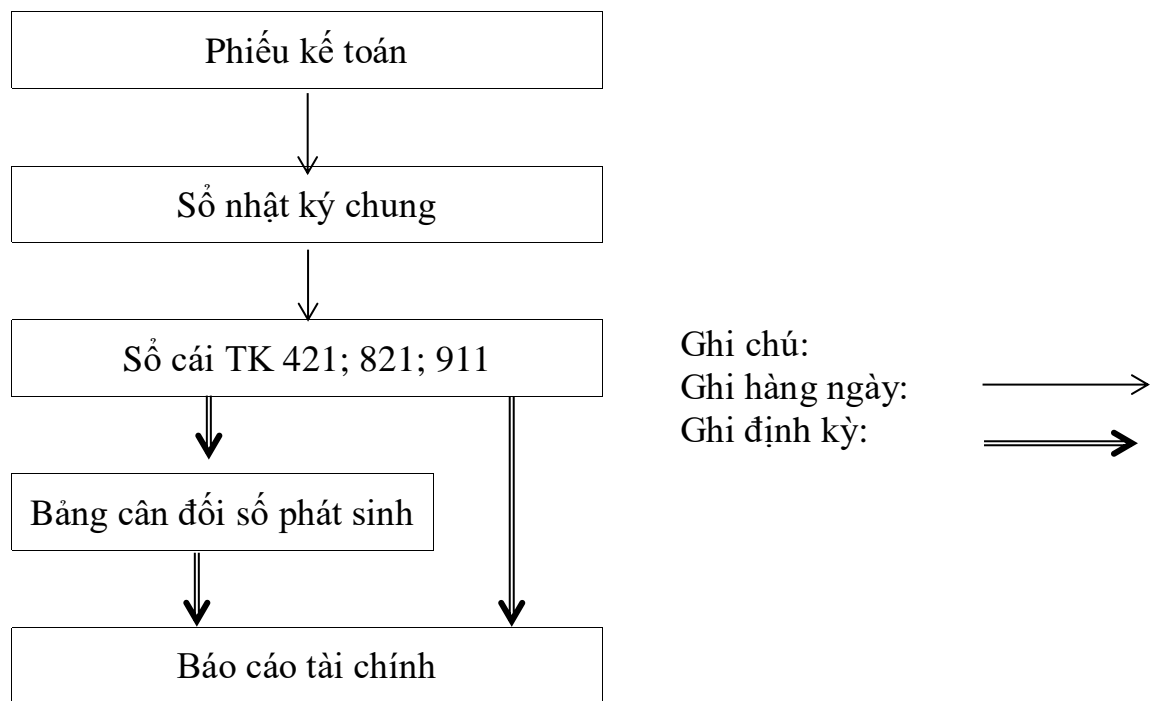 Phiếu kế toán
Sổ nhật ký chung
Sổ cái TK 421; 821; 911
Ghi chú:
Ghi hàng ngày:
Ghi định kỳ:
Bảng cân đối số phát sinh
Báo cáo tài chính